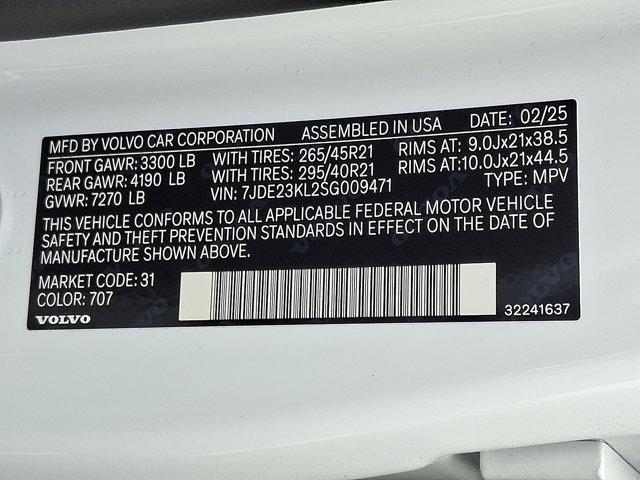 MFD BY VOLVO CAR CORPORATION ASSEMBLED IN USA DATE: 02/25
FRONT GAWR: 3300 LB WITH TIRES: 265/45R21 RIMS AT: 9.0Jx21x38.5
REAR GAWR: 4190 LB WITH TIRES: 295/40R21 RIMS AT: 10.0Jx21x44.5
GVWR: 7270 LB VIN: 7JDE23KL2SG009471 TYPE: MPV
THIS VEHICLE CONFORMS TO ALL APPLICABLE FEDERAL MOTOR VEHICLE
SAFETY AND THEFT PREVENTION STANDARDS IN EFFECT ON THE DATE OF
MANUFACTURE SHOWN ABOVE.
MARKET CODE: 31
COLOR: 707
VOLVO 32241637